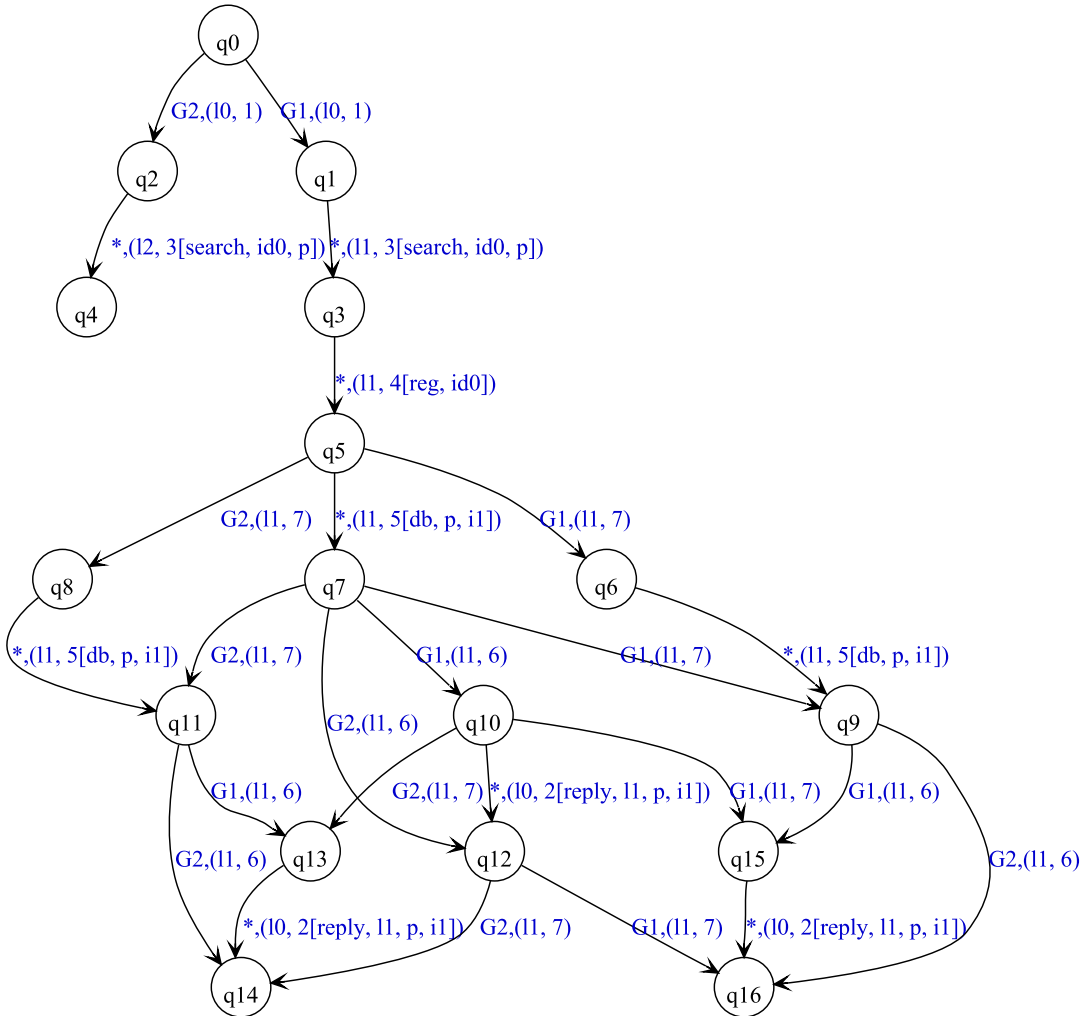 q0
G2,(l0, 1) G1,(l0, 1)
q2 q1
*,(l2, 3[search, id0, p]) *,(l1, 3[search, id0, p])
q4 q3
*,(l1, 4[reg, id0])
q5
G2,(l1, 7) *,(l1, 5[db, p, i1]) G1,(l1, 7)
q8 q7 q6
*,(l1, 5[db, p, i1]) G2,(l1, 7) G1,(l1, 6) G1,(l1, 7) *,(l1, 5[db, p, i1])
q11 q10 q9
G2,(l1, 6)
G1,(l1, 6) G2,(l1, 7) *,(l0, 2[reply, l1, p, i1]) G1,(l1, 7) G1,(l1, 6)
q13 q12 q15
G2,(l1, 6) G2,(l1, 6)
*,(l0, 2[reply, l1, p, i1]) G2,(l1, 7) G1,(l1, 7) *,(l0, 2[reply, l1, p, i1])
q14 q16